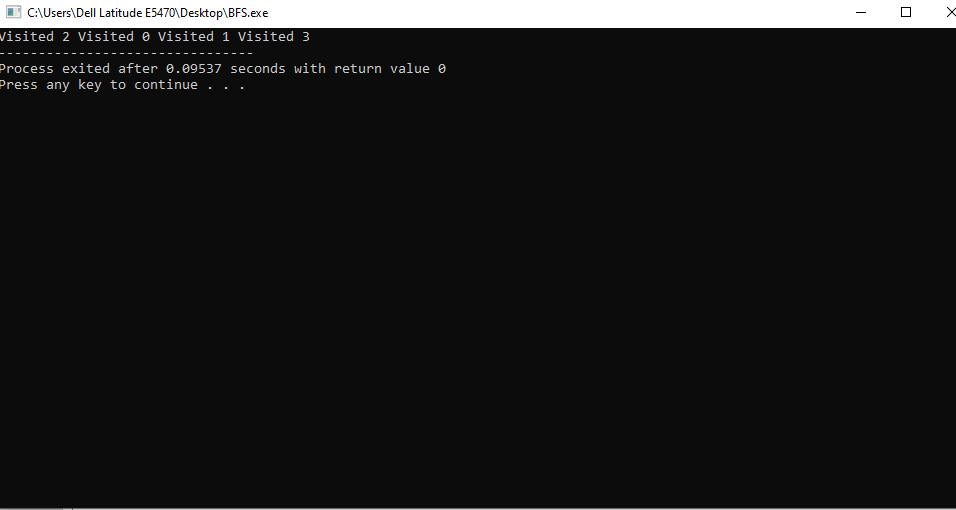 C:\Users\Dell Latitude E5470\Desktop\BFS.exe
Visited 2 Visited 0 Visited 1 Visited 3
--------------------------------
Process exited after 0.09537 seconds with return value 0
Press any key to continue . . .